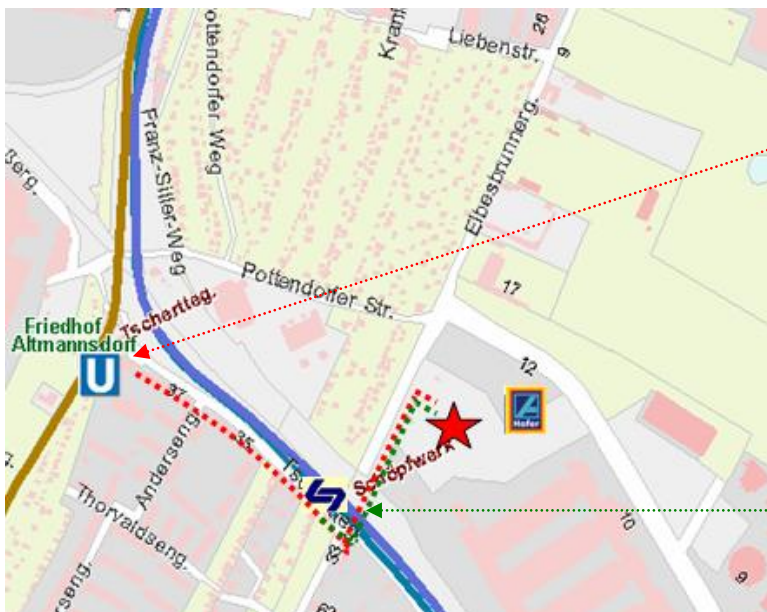 Liebenstr.
28
9
Pottendorfer Weg
Franz-Siller-Weg
Elbesbrunnerg.
Pottendorfer Str.
17
Friedhof
Altmannsdorf
Tschertteg.
U
37
35
12
Hofer
Schöpfwerk
Anderseng.
Thorvaldseng.
10
9